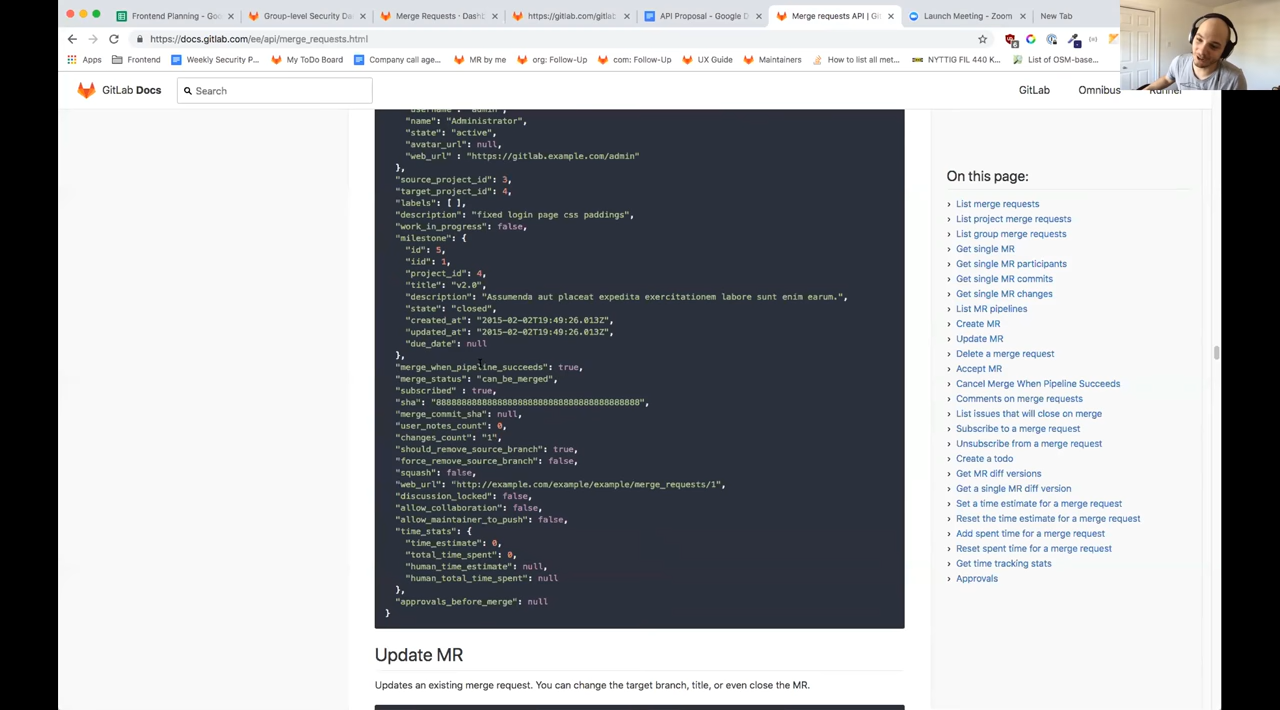 Frontend Planning - Goo
Group-level Security Da
Merge Requests · Dashb
https://gitlab.com/gitlab
API Proposal - Google D
Merge requests API | Git
Launch Meeting - Zoom
New Tab
https://docs.gitlab.com/ee/api/merge_requests.html
Apps
Frontend
Weekly Security P...
My ToDo Board
Company call age...
MR by me
org: Follow-Up
com: Follow-Up
UX Guide
Maintainers
How to list all met...
NYTTIG FIL 440 K...
List of OSM-base...
GitLab Docs
Search
GitLab
Omnibus
Runner
"username": "admin",
"name": "Administrator",
"state": "active",
"avatar_url": null,
"web_url" : "https://gitlab.example.com/admin"
},
"source_project_id": 3,
"target_project_id": 4,
"labels": [ ],
"description": "fixed login page css paddings",
"work_in_progress": false,
"milestone": {
"id": 5,
"iid": 1,
"project_id": 4,
"title": "v2.0",
"description": "Assumenda aut placeat expedita exercitationem labore sunt enim earum.",
"state": "closed",
"created_at": "2015-02-02T19:49:26.013Z",
"updated_at": "2015-02-02T19:49:26.013Z",
"due_date": null
},
"merge_when_pipeline_succeeds": true,
"merge_status": "can_be_merged",
"subscribed" : true,
"sha": "8888888888888888888888888888888888888888",
"merge_commit_sha": null,
"user_notes_count": 0,
"changes_count": "1",
"should_remove_source_branch": true,
"force_remove_source_branch": false,
"squash": false,
"web_url": "http://example.com/example/example/merge_requests/1",
"discussion_locked": false,
"allow_collaboration": false,
"allow_maintainer_to_push": false,
"time_stats": {
"time_estimate": 0,
"total_time_spent": 0,
"human_time_estimate": null,
"human_total_time_spent": null
},
"approvals_before_merge": null
}
Update MR
Updates an existing merge request. You can change the target branch, title, or even close the MR.
On this page:
List merge requests
List project merge requests
List group merge requests
Get single MR
Get single MR participants
Get single MR commits
Get single MR changes
List MR pipelines
Create MR
Update MR
Delete a merge request
Accept MR
Cancel Merge When Pipeline Succeeds
Comments on merge requests
List issues that will close on merge
Subscribe to a merge request
Unsubscribe from a merge request
Create a todo
Get MR diff versions
Get a single MR diff version
Set a time estimate for a merge request
Reset the time estimate for a merge request
Add spent time for a merge request
Reset spent time for a merge request
Get time tracking stats
Approvals